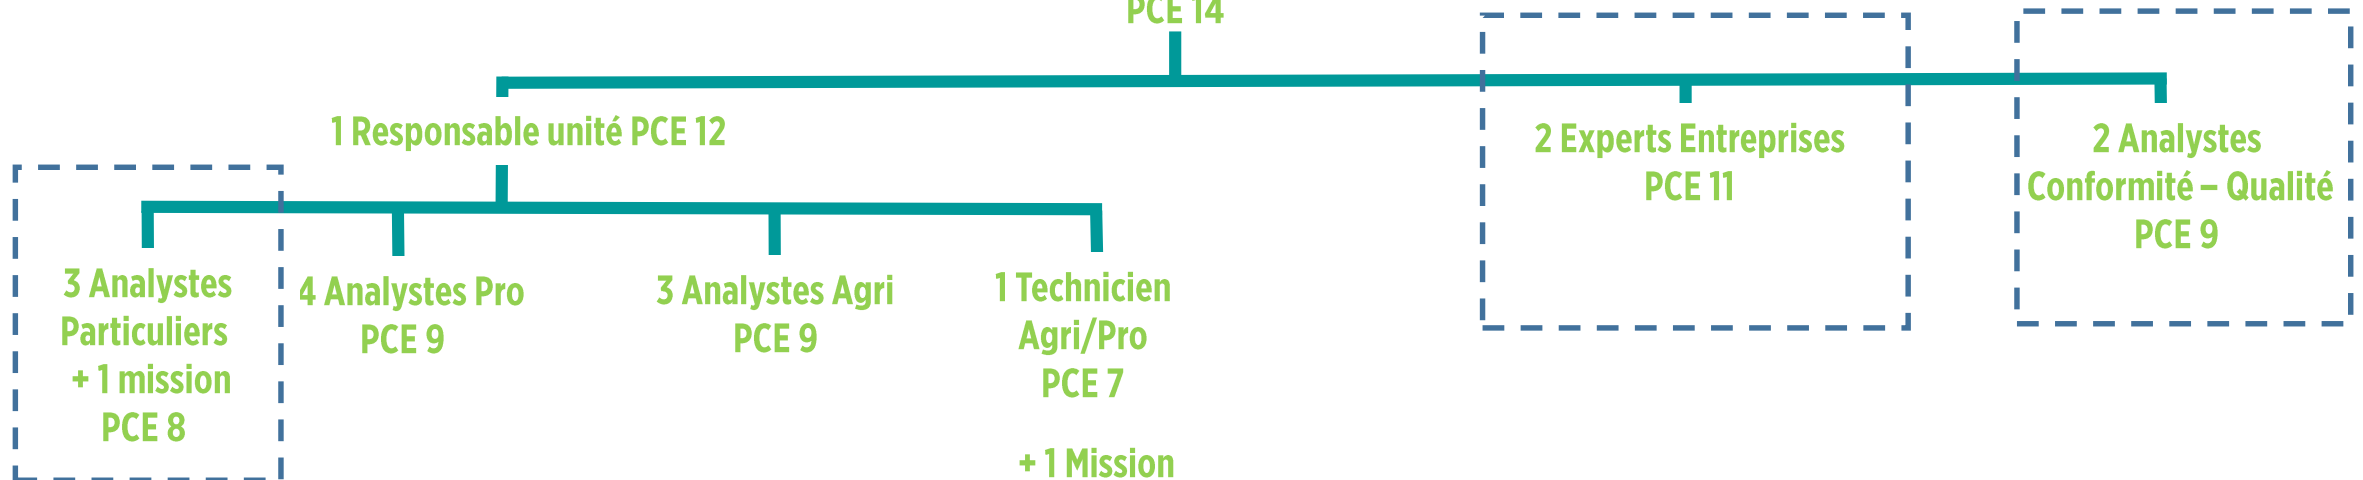 PCE 14
1 Responsable unité PCE 12
2 Experts Entreprises
PCE 11
2 Analystes
Conformité – Qualité
PCE 9
3 Analystes
Particuliers
+ 1 mission
PCE 8
4 Analystes Pro
PCE 9
3 Analystes Agri
PCE 9
1 Technicien
Agri/Pro
PCE 7
+ 1 Mission